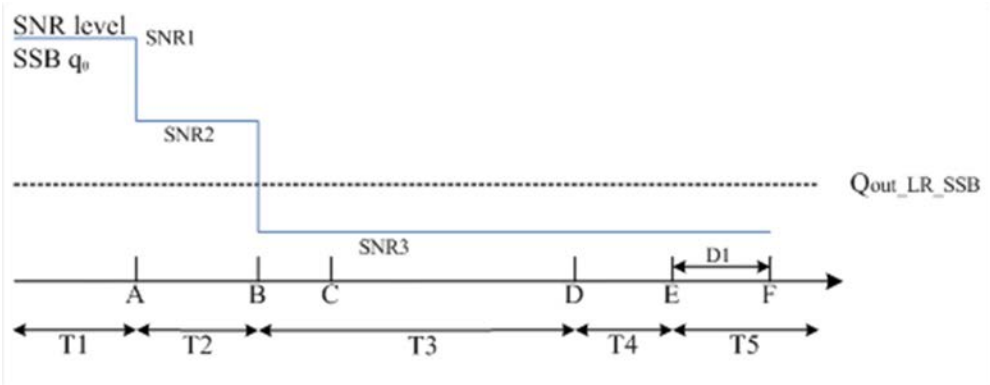 SNR level
SNR1
SSB q₀
SNR2
Qout_LR_SSB
SNR3
D1
A B C D E F
T1 T2 T3 T4 T5